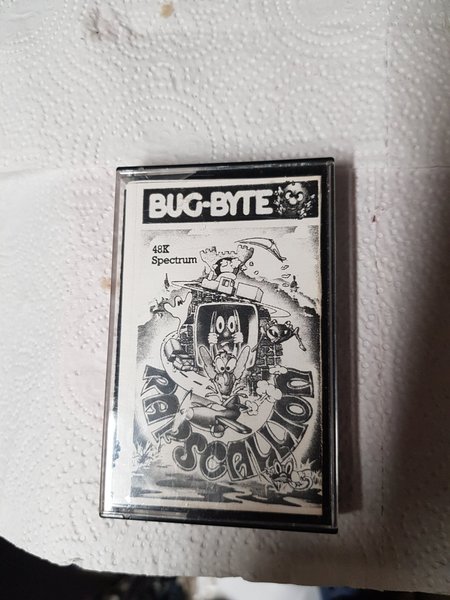 BUG-BYTE
48K
Spectrum
RAPSCALLION